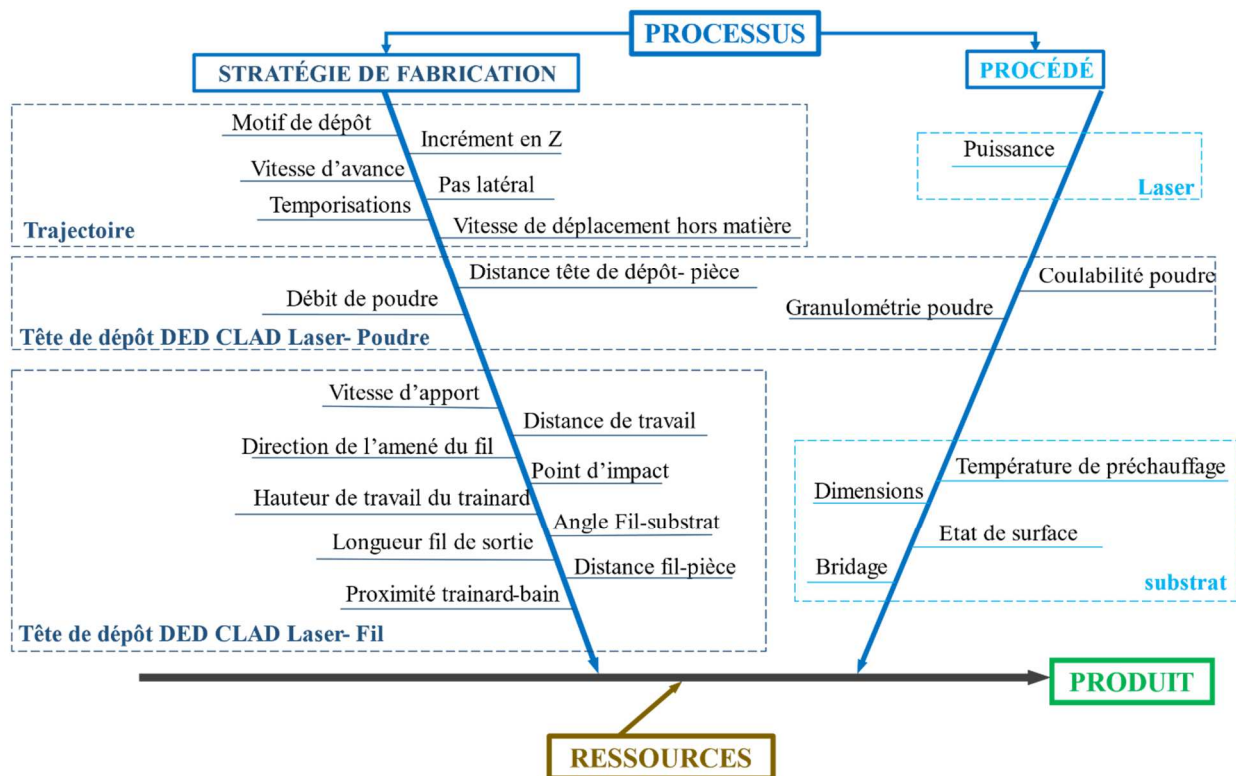 PROCESSUS
STRATÉGIE DE FABRICATION
PROCÉDÉ
Motif de dépôt
Incrément en Z
Vitesse d'avance
Pas latéral
Temporisations
Vitesse de déplacement hors matière
Trajectoire
Puissance
Laser
Distance tête de dépôt- pièce
Débit de poudre
Coulabilité poudre
Granulométrie poudre
Tête de dépôt DED CLAD Laser- Poudre
Vitesse d'apport
Distance de travail
Direction de l'amené du fil
Point d'impact
Hauteur de travail du trainard
Angle Fil-substrat
Longueur fil de sortie
Distance fil-pièce
Proximité trainard-bain
Tête de dépôt DED CLAD Laser- Fil
Température de préchauffage
Dimensions
Etat de surface
Bridage
substrat
PRODUIT
RESSOURCES